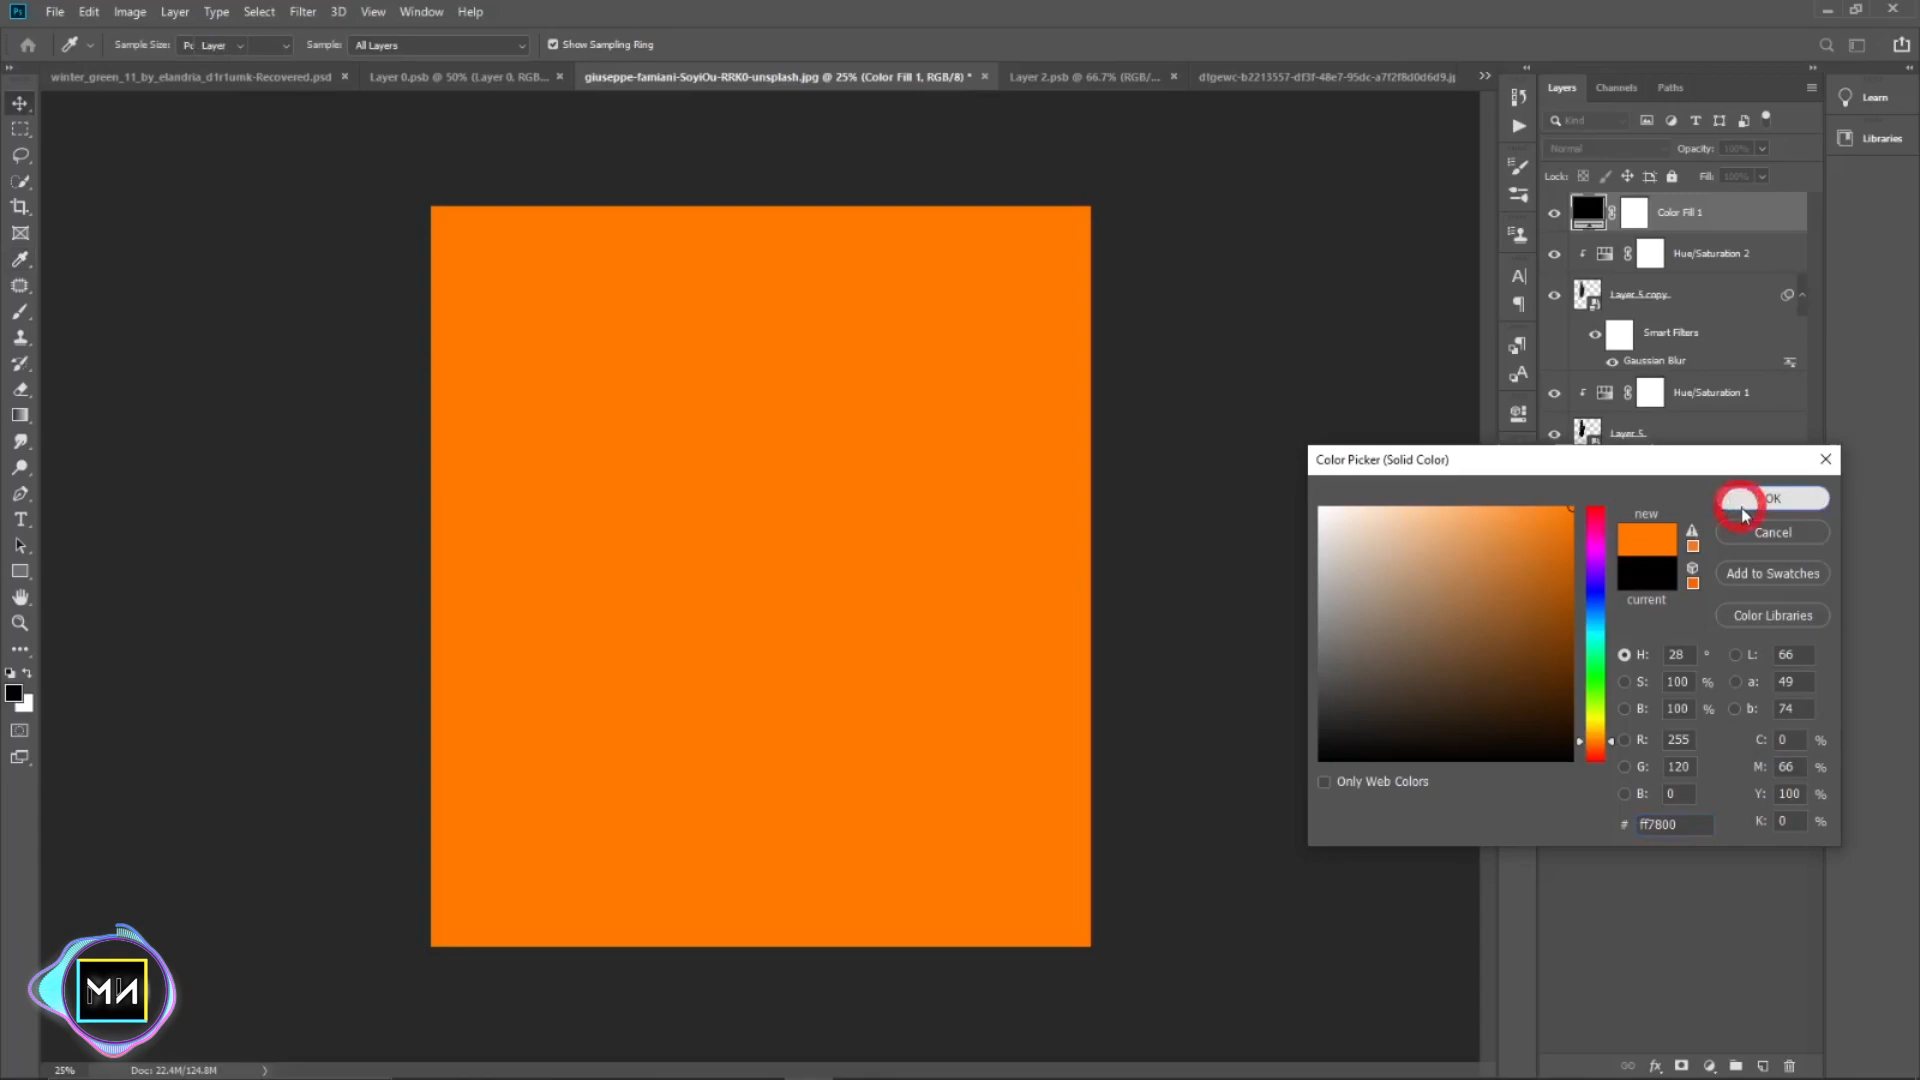 Ps File Edit Image Layer Type Select Filter 3D View Window Help
Sample Size: Layer Sample: All Layers Show Sampling Ring
winter_green_11_by_elandria_d1r1umk-Recovered.psd × Layer 0.psb @ 50% (Layer 0, RGB... × giuseppe-famiani-SoyiOu-RRK0-unsplash.jpg @ 25% (Color Fill 1, RGB/8) * × Layer 2.psb @ 66.7% (RGB/... ×
Layers Channels Paths
Learn
Kind
Libraries
Normal Opacity: 100%
Lock: Fill: 100%
Color Fill 1
Hue/Saturation 2
Layer 5 copy
Smart Filters
Gaussian Blur
Hue/Saturation 1
Layer 5
Color Picker (Solid Color)
OK
new
Cancel
Add to Swatches
current
Color Libraries
H: 28 ° L: 66
S: 100 % a: 49
B: 100 % b: 74
R: 255 C: 0 %
G: 120 M: 66 %
B: 0 Y: 100 %
# ff7800 K: 0 %
Only Web Colors
25% Doc: 22.4M/124.8M